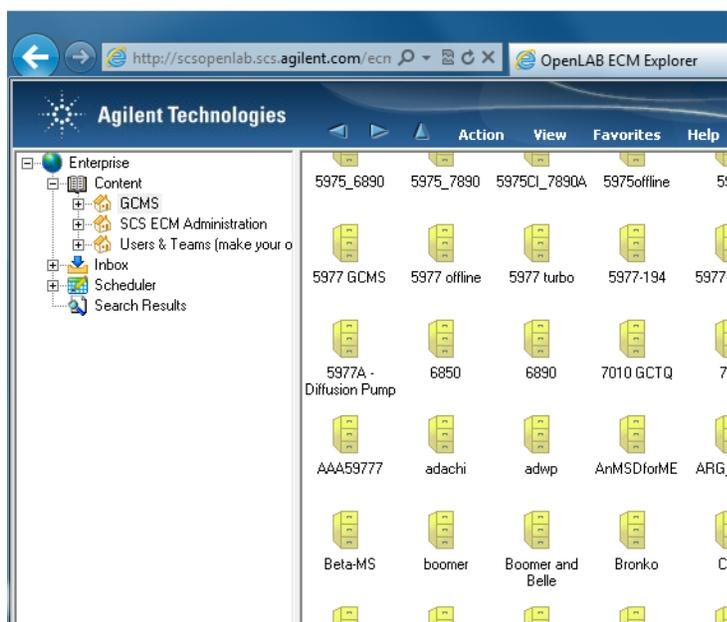 http://scsopenlab.scs.agilent.com/ecn
OpenLAB ECM Explorer
Agilent Technologies
Action View Favorites Help
Enterprise
Content
GCMS
SCS ECM Administration
Users & Teams (make your o
Inbox
Scheduler
Search Results
5975_6890 5975_7890 5975CI_7890A 5975offline
5977 GCMS 5977 offline 5977 turbo 5977-194 5977-
5977A -
Diffusion Pump
6850 6890 7010 GCTQ 7
AAA59777 adachi adwp AnMSDforME ARG_
Beta-MS boomer Boomer and
Belle
Bronko